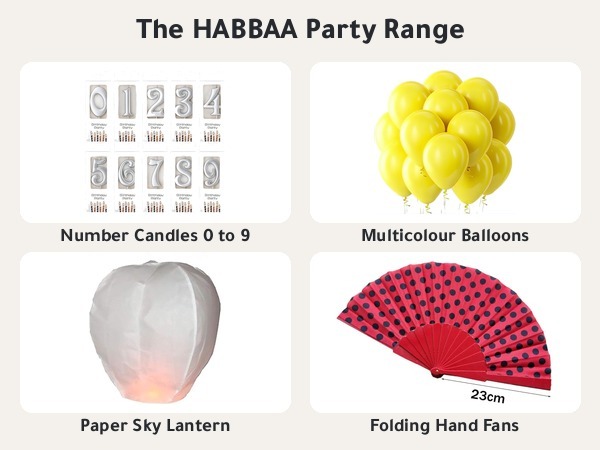 The HABBAA Party Range
0 1 2 3 4
5 6 7 8 9
Number Candles 0 to 9
Multicolour Balloons
23cm
Paper Sky Lantern
Folding Hand Fans